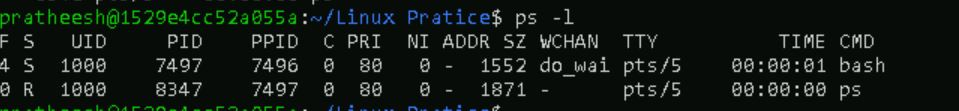 pratheesh@1529e4cc52a055a:~/Linux Pratice$ ps -l
F S   UID     PID    PPID  C PRI  NI ADDR SZ WCHAN  TTY          TIME CMD
4 S  1000    7497    7496  0  80   0 -  1552 do_wai pts/5    00:00:01 bash
0 R  1000    8347    7497  0  80   0 -  1871 -      pts/5    00:00:00 ps
pratheesh@1529e4cc52a055a:~/Linux Pratice$